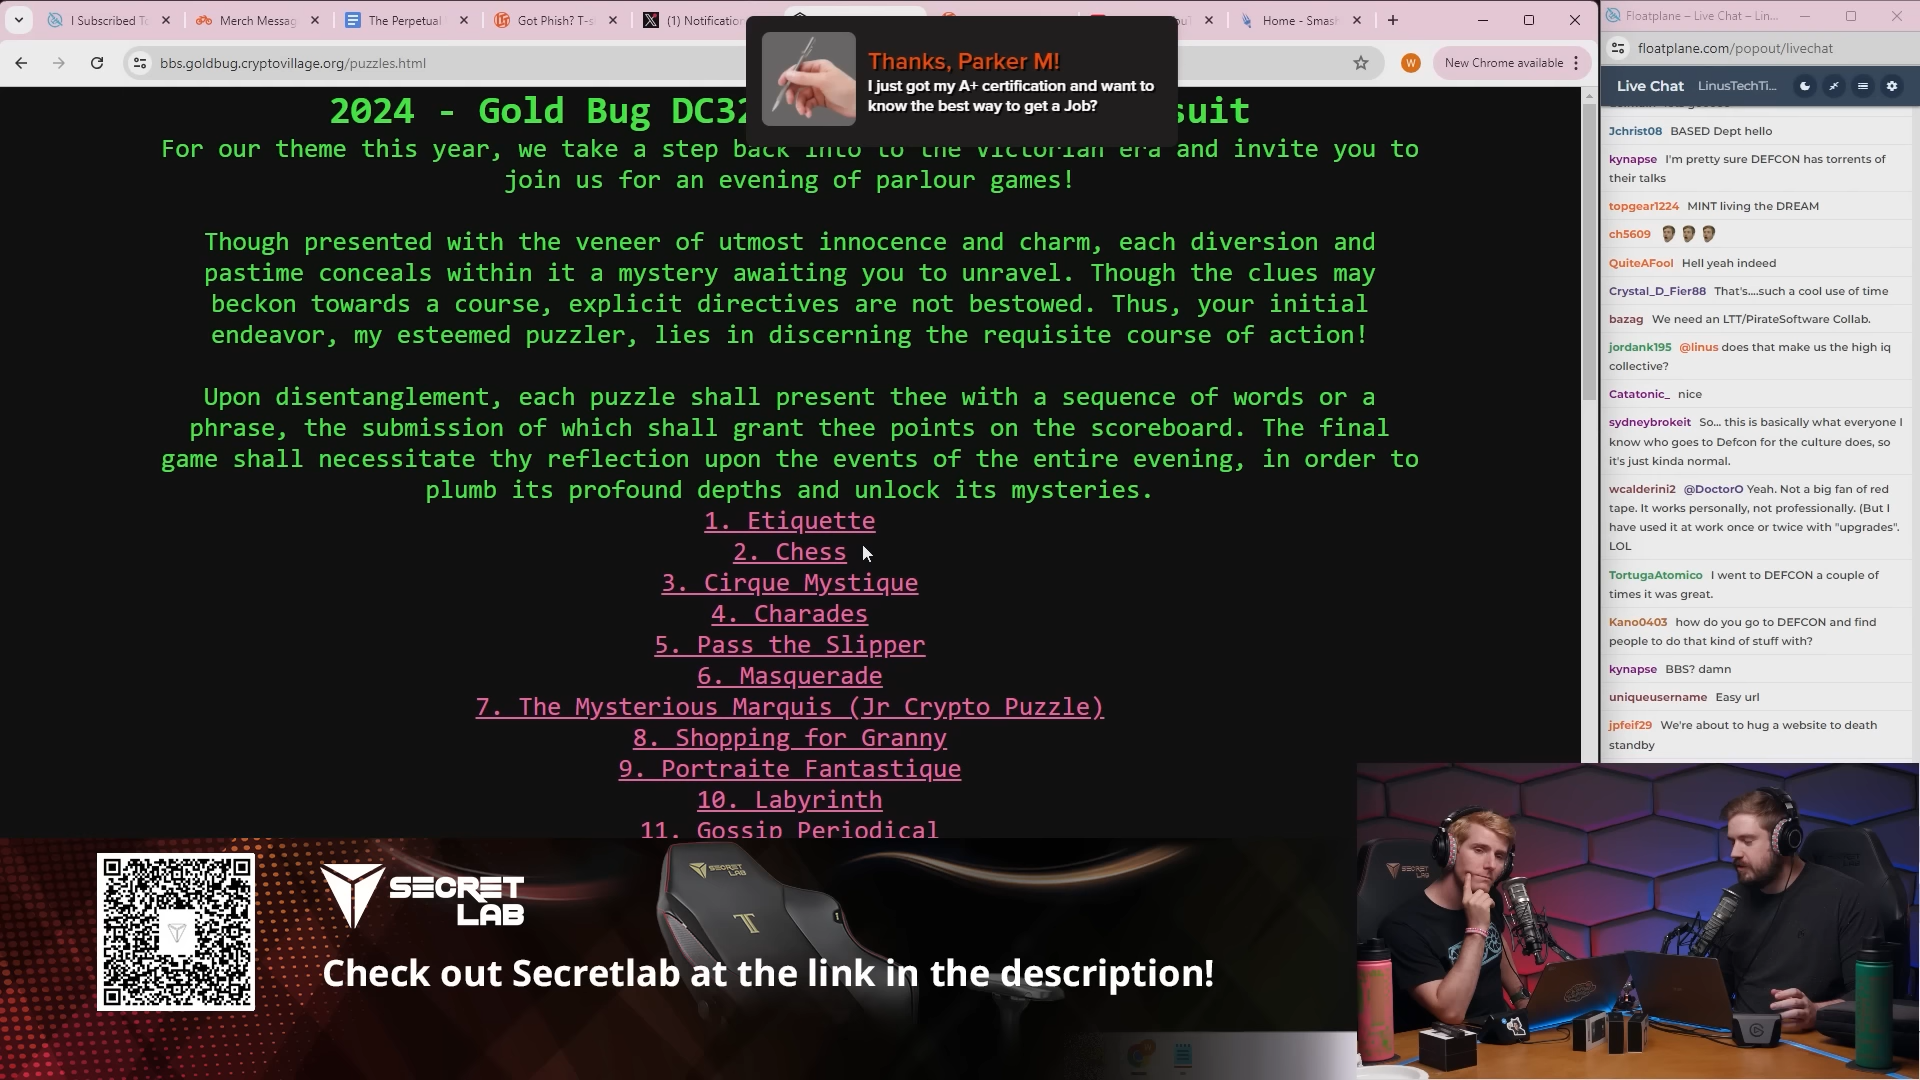 I Subscribed To
Merch Messag
The Perpetual
Got Phish? T-s
(1) Notification
Home - Smash
bbs.goldbug.cryptovillage.org/puzzles.html
W
New Chrome available
Thanks, Parker M!
I just got my A+ certification and want to
know the best way to get a Job?
2024 - Gold Bug DC32
suit
For our theme this year, we take a step back into to the Victorian era and invite you to
join us for an evening of parlour games!
Though presented with the veneer of utmost innocence and charm, each diversion and
pastime conceals within it a mystery awaiting you to unravel. Though the clues may
beckon towards a course, explicit directives are not bestowed. Thus, your initial
endeavor, my esteemed puzzler, lies in discerning the requisite course of action!
Upon disentanglement, each puzzle shall present thee with a sequence of words or a
phrase, the submission of which shall grant thee points on the scoreboard. The final
game shall necessitate thy reflection upon the events of the entire evening, in order to
plumb its profound depths and unlock its mysteries.
1. Etiquette
2. Chess
3. Cirque Mystique
4. Charades
5. Pass the Slipper
6. Masquerade
7. The Mysterious Marquis (Jr Crypto Puzzle)
8. Shopping for Granny
9. Portraite Fantastique
10. Labyrinth
11. Gossip Periodical
Floatplane – Live Chat – Lin...
floatplane.com/popout/livechat
Live Chat LinusTechTi...
Jchrist08 BASED Dept hello
kynapse I'm pretty sure DEFCON has torrents of
their talks
topgear1224 MINT living the DREAM
ch5609
QuiteAFool Hell yeah indeed
Crystal_D_Fier88 That's....such a cool use of time
bazag We need an LTT/PirateSoftware Collab.
jordank195 @linus does that make us the high iq
collective?
Catatonic_ nice
sydneybrokeit So... this is basically what everyone I
know who goes to Defcon for the culture does, so
it's just kinda normal.
wcalderini2 @DoctorO Yeah. Not a big fan of red
tape. It works personally, not professionally. (But I
have used it at work once or twice with "upgrades".
LOL
TortugaAtomico I went to DEFCON a couple of
times it was great.
Kano0403 how do you go to DEFCON and find
people to do that kind of stuff with?
kynapse BBS? damn
uniqueusername Easy url
jpfeif29 We're about to hug a website to death
standby
SECRET
LAB
Check out Secretlab at the link in the description!
SECRET
LAB